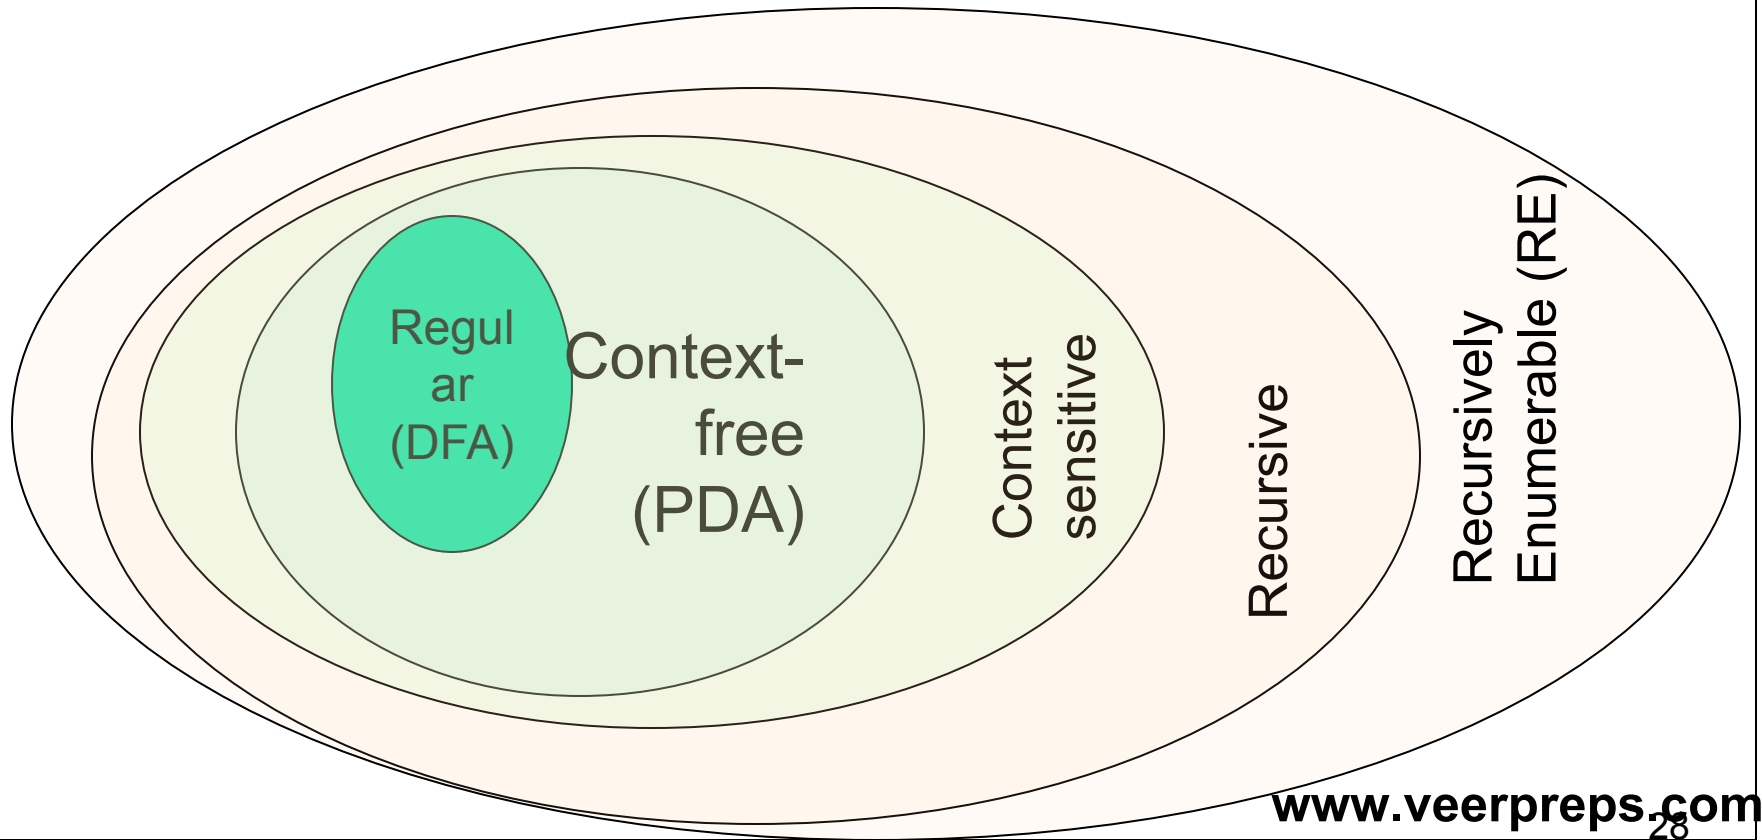 Regul
ar
(DFA)
Context-
free
(PDA)
Context
sensitive
Recursive
Recursively
Enumerable (RE)
www.veerpreps.com
28